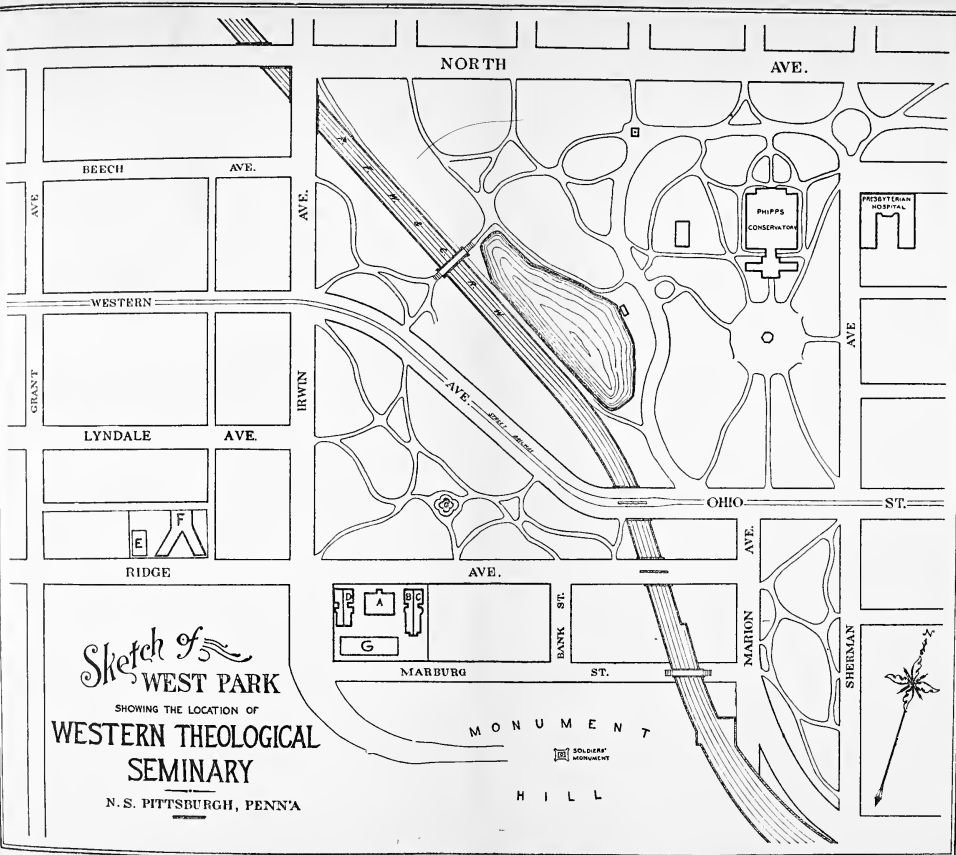 NORTH AVE.
BEECH AVE.
AVE
AVE.
PHIPPS
CONSERVATORY
PRESBYTERIAN
HOSPITAL
WESTERN
AVE.
STREET RAILWAY
GRANT
IRWIN
AVE
LYNDALE AVE.
OHIO ST.
E
F
RIDGE AVE.
D
A
B
C
G
BANK ST.
MARION AVE.
SHERMAN
MARBURG ST.
MONUMENT
SOLDIERS'
MONUMENT
HILL
Sketch of
WEST PARK
SHOWING THE LOCATION OF
WESTERN THEOLOGICAL
SEMINARY
N.S. PITTSBURGH, PENN'A
N